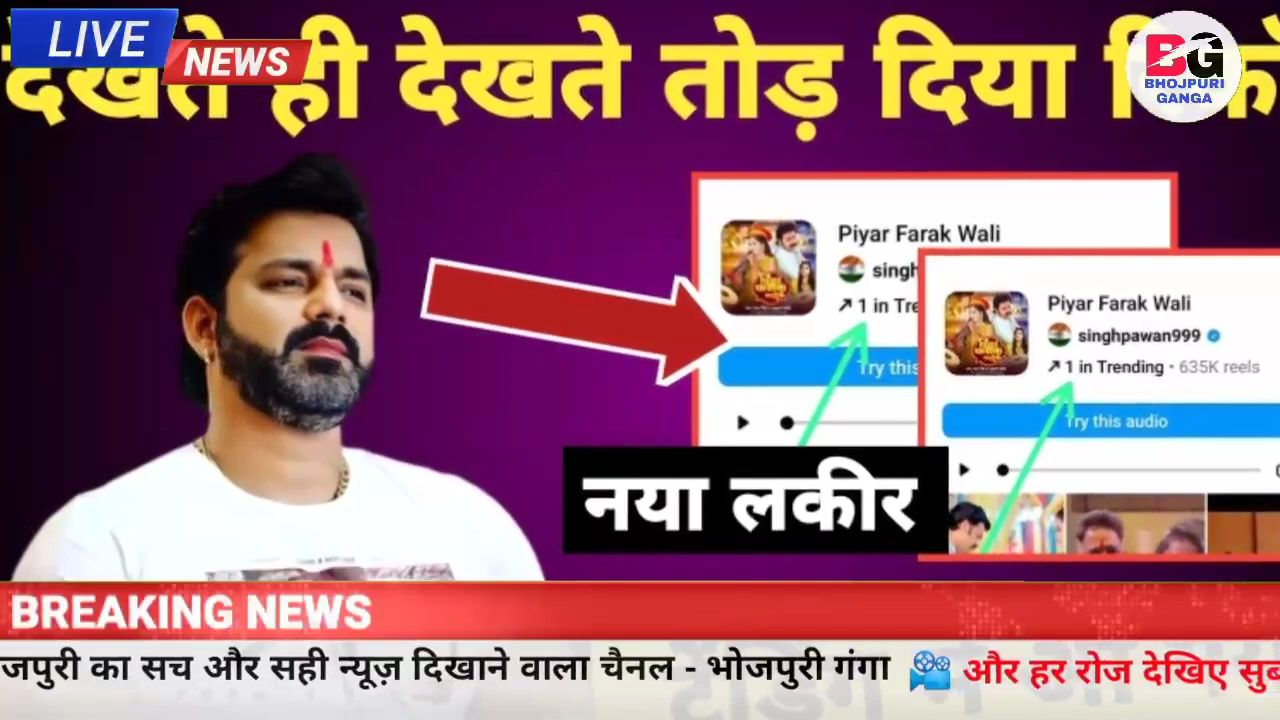 LIVE
NEWS
देखते ही देखते तोड़ दिया
BG
BHOJPURI
GANGA
Piyar Farak Wali
singh
1 in Tre
Try this
Piyar Farak Wali
singhpawan999
1 in Trending • 635K reels
Try this audio
नया लकीर
BREAKING NEWS
जपुरी का सच और सही न्यूज़ दिखाने वाला चैनल - भोजपुरी गंगा 🎥 और हर रोज देखिए सुब